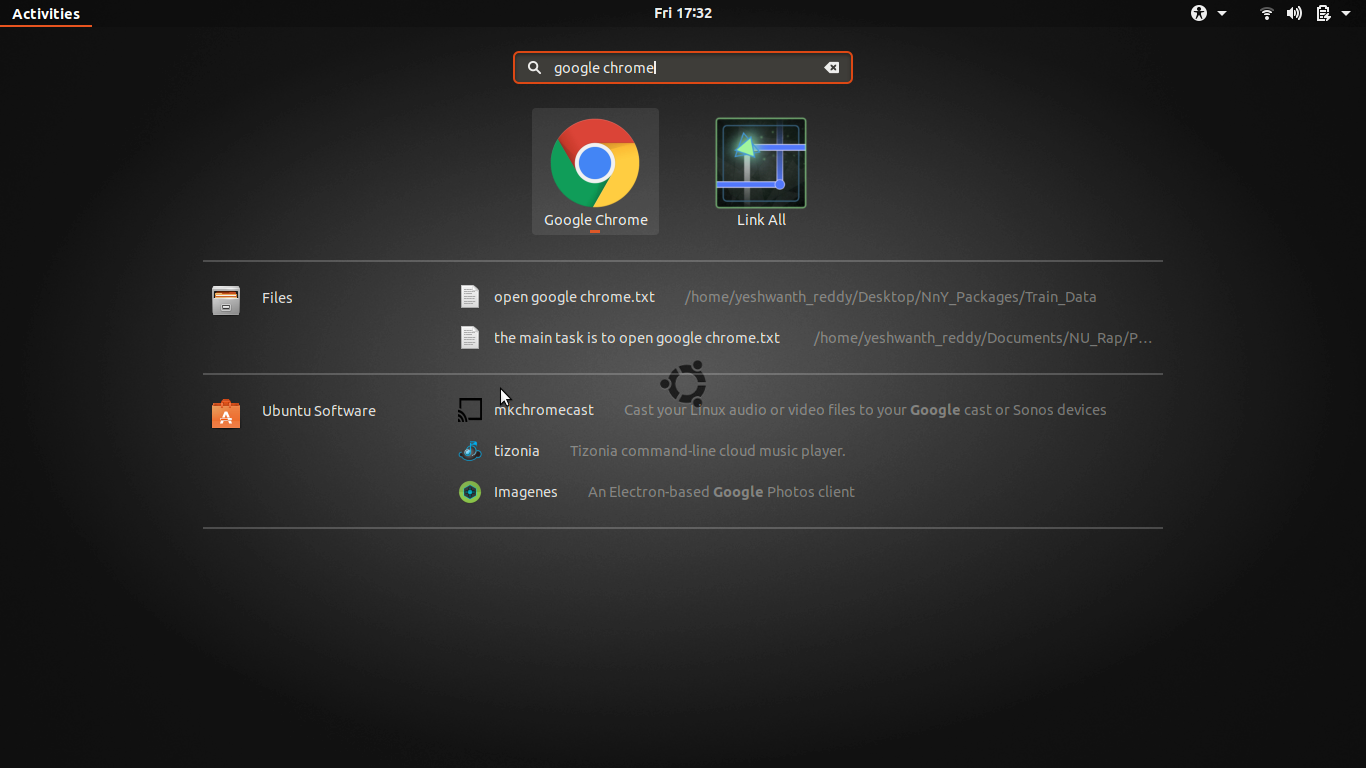 Activities
Fri 17:32
google chrome
Google Chrome
Link All
Files
open google chrome.txt /home/yeshwanth_reddy/Desktop/NnY_Packages/Train_Data
the main task is to open google chrome.txt /home/yeshwanth_reddy/Documents/NU_Rap/P…
Ubuntu Software
mkchromecast Cast your Linux audio or video files to your Google cast or Sonos devices
tizonia Tizonia command-line cloud music player.
Imagenes An Electron-based Google Photos client